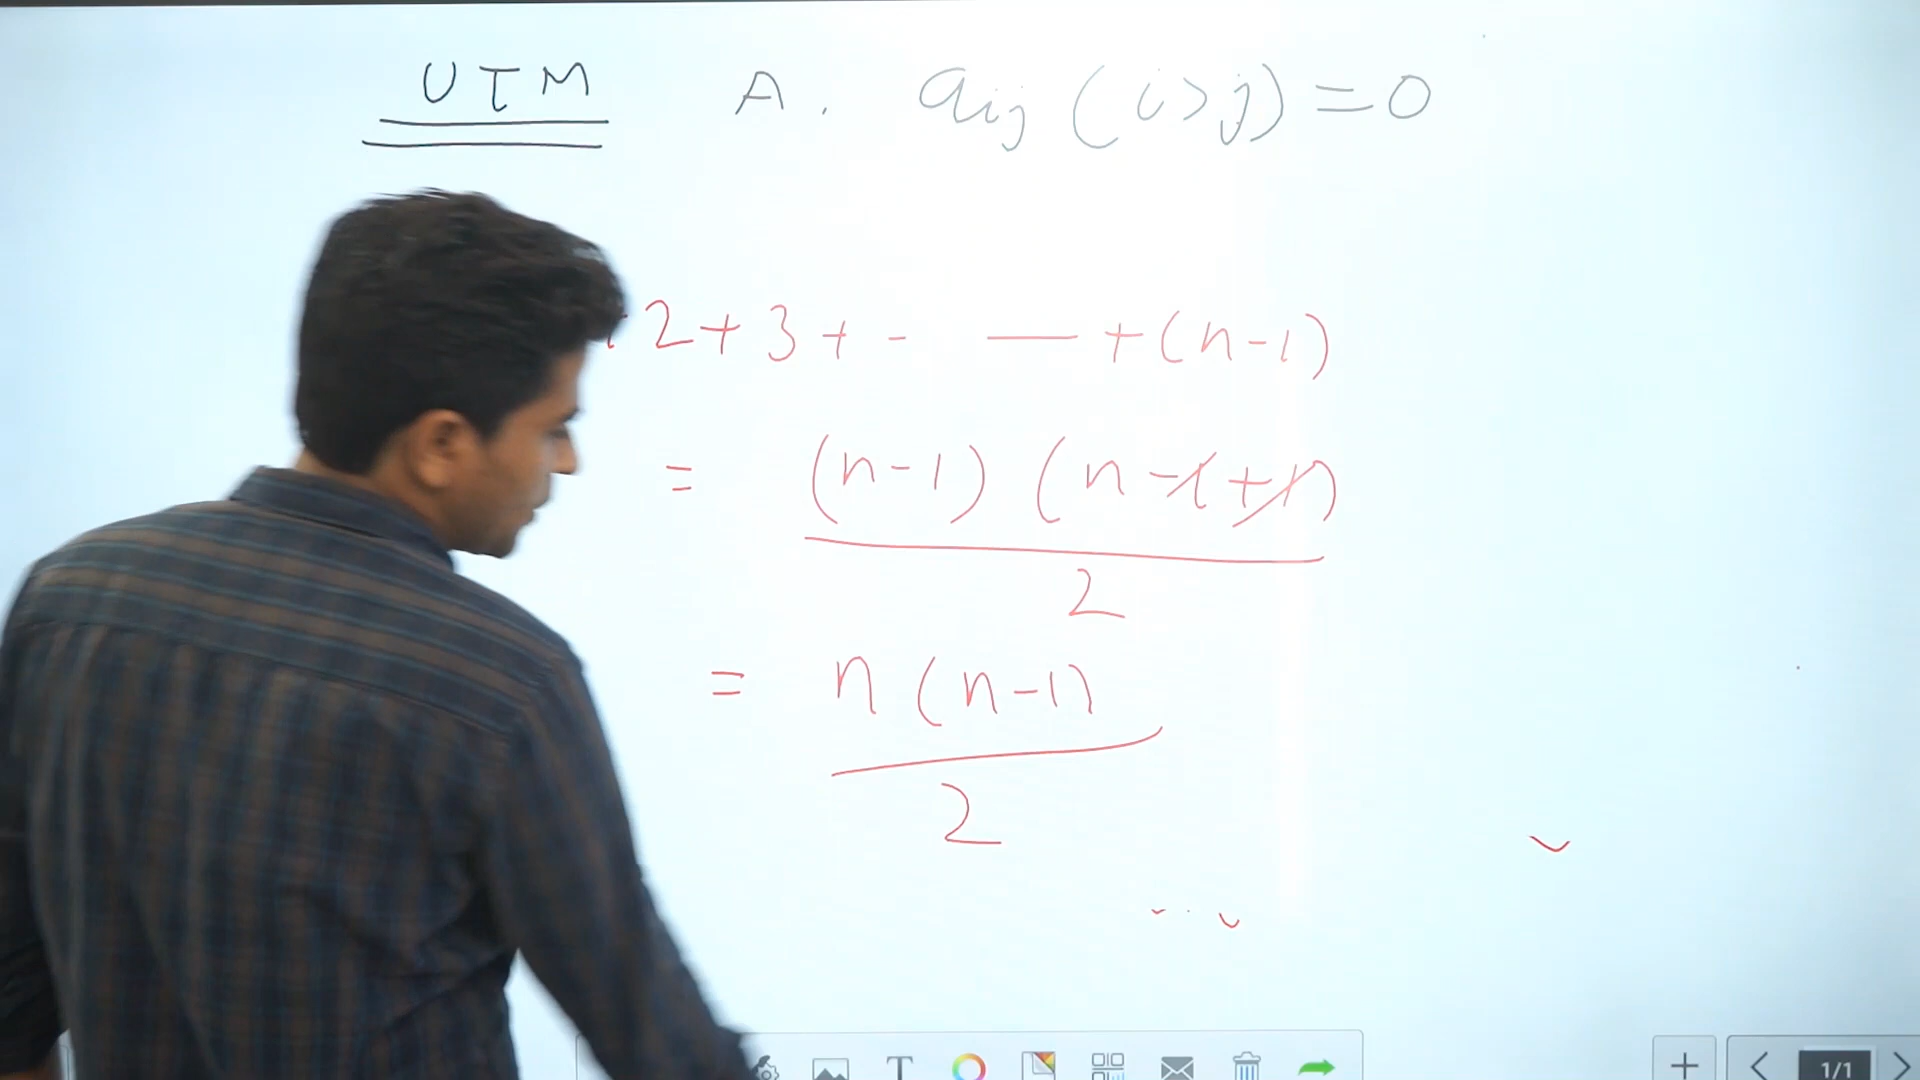 UTM A. aij (i>j) = 0
2 + 3 + - — + (n-1)
= (n-1) (n-1+1)
2
= n (n-1)
2
T 1/1